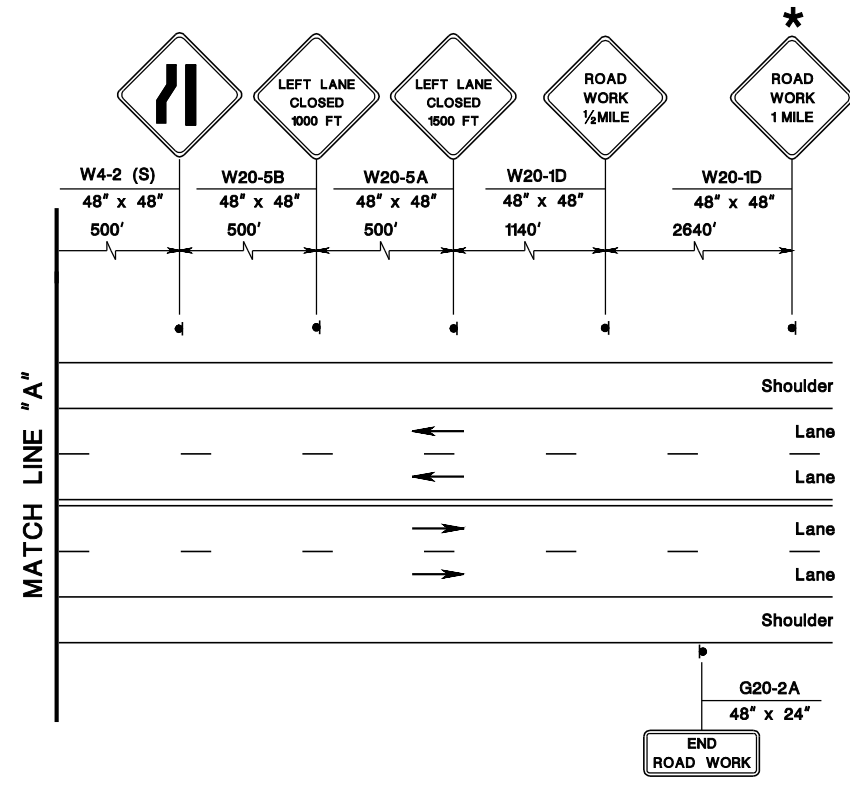 *
LEFT LANE
CLOSED
1000 FT
LEFT LANE
CLOSED
1500 FT
ROAD
WORK
½ MILE
ROAD
WORK
1 MILE
W4-2 (S)
48" x 48"
W20-5B
48" x 48"
W20-5A
48" x 48"
W20-1D
48" x 48"
W20-1D
48" x 48"
500'
500'
500'
1140'
2640'
MATCH LINE "A"
Shoulder
Lane
Lane
Lane
Lane
Shoulder
G20-2A
48" x 24"
END
ROAD WORK